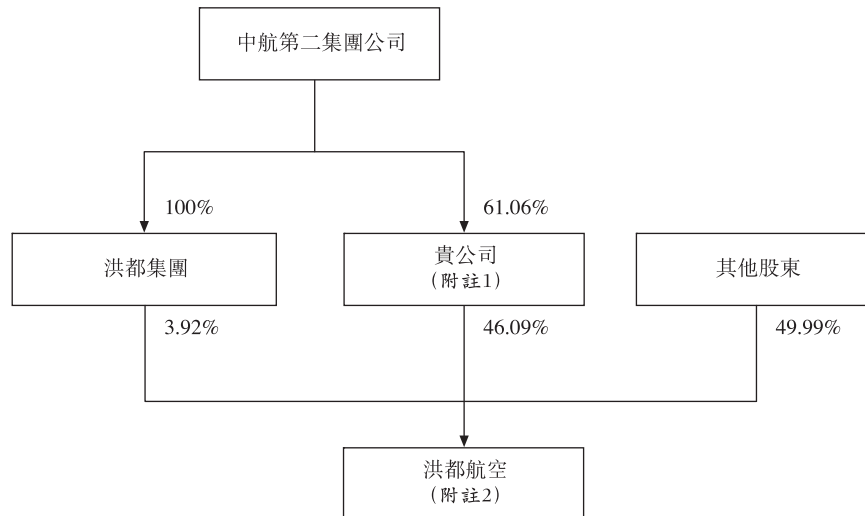 中航第二集團公司
100%
61.06%
洪都集團
貴公司
(附註1)
其他股東
3.92%
46.09%
49.99%
洪都航空
(附註2)